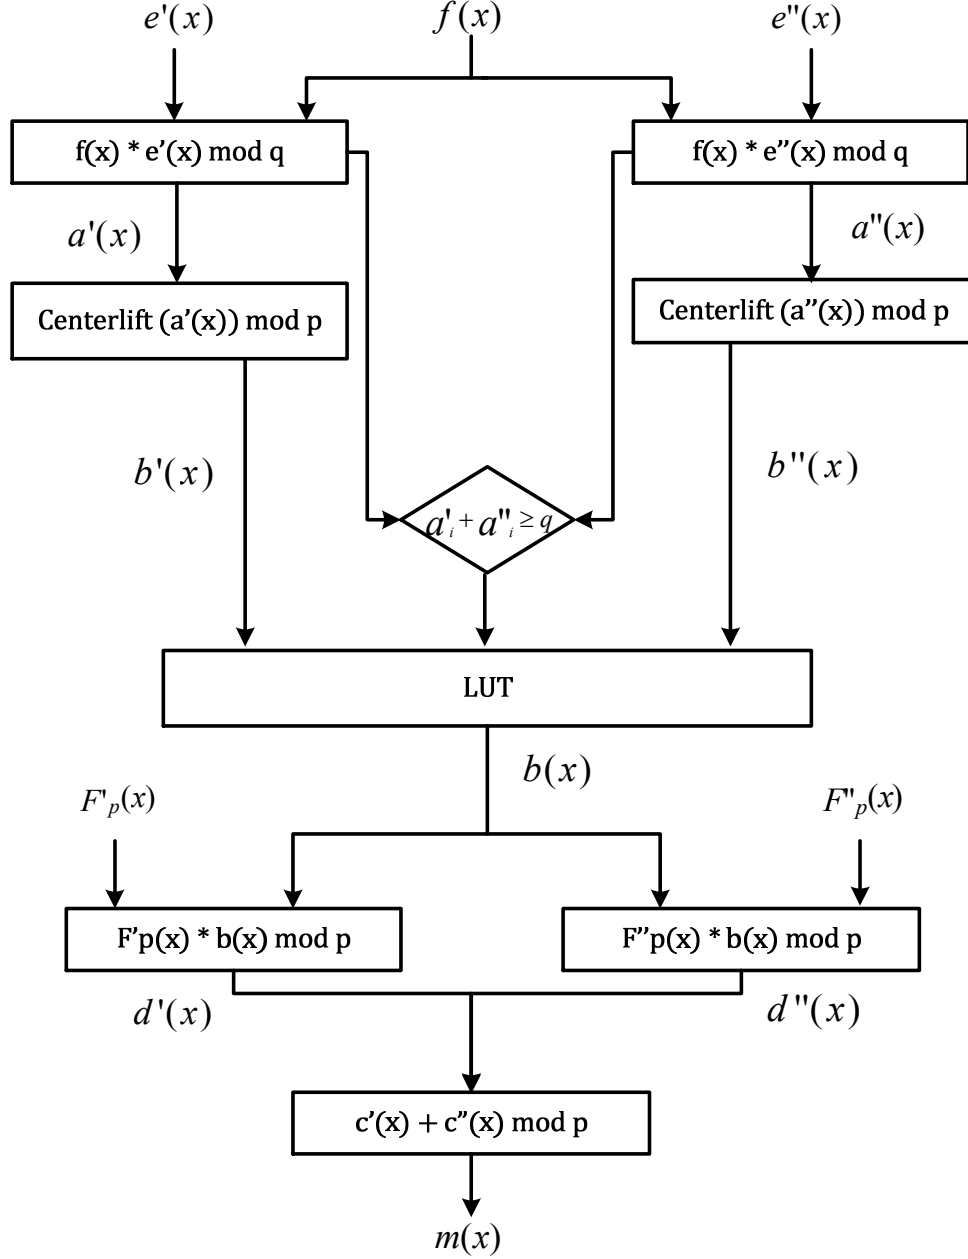 e'(x) f(x) e"(x)
f(x) * e’(x) mod q f(x) * e’’(x) mod q
a'(x) a"(x)
Centerlift (a’(x)) mod p Centerlift (a’’(x)) mod p
b'(x) b"(x)
a'ᵢ + a"ᵢ ≥ q
LUT
b(x)
F'ₚ(x) F"ₚ(x)
F’p(x) * b(x) mod p F’’p(x) * b(x) mod p
d'(x) d"(x)
c’(x) + c”(x) mod p
m(x)